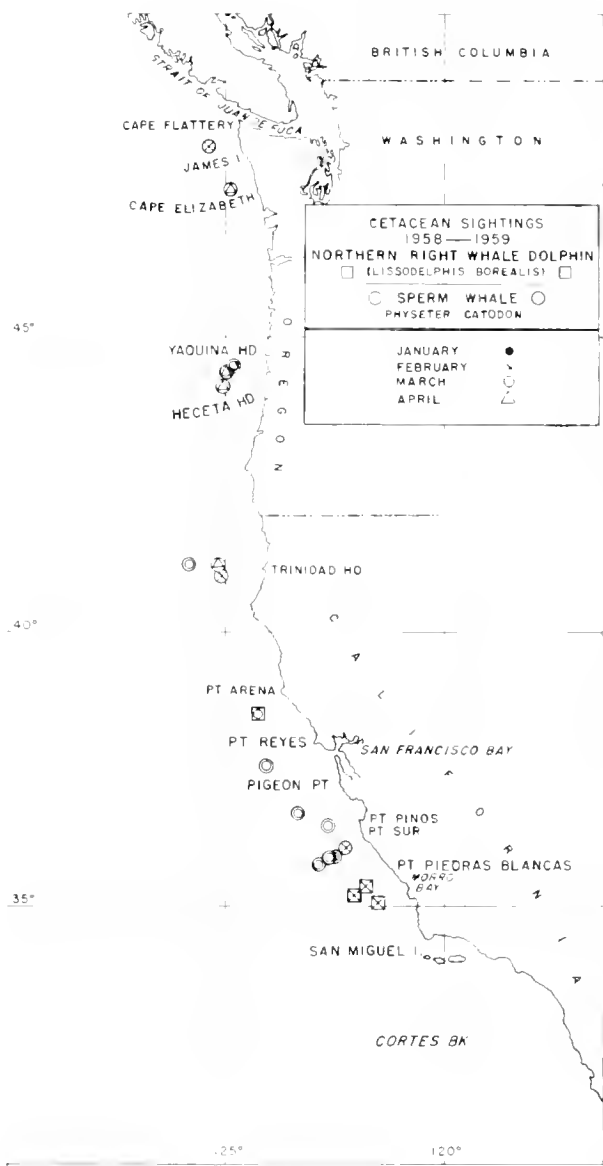 BRITISH COLUMBIA
STRAIT OF JUAN DE FUCA
CAPE FLATTERY
WASHINGTON
JAMES I
CAPE ELIZABETH
CETACEAN SIGHTINGS
1958—1959
NORTHERN RIGHT WHALE DOLPHIN
(LISSODELPHIS BOREALIS)
SPERM WHALE
PHYSETER CATODON
JANUARY
FEBRUARY
MARCH
APRIL
45°
OREGON
YAQUINA HD
HECETA HD
TRINIDAD HD
40°
CALIFORNIA
PT ARENA
PT REYES
SAN FRANCISCO BAY
PIGEON PT
PT PINOS
PT SUR
PT PIEDRAS BLANCAS
MORRO
BAY
35°
SAN MIGUEL I.
CORTES BK
125°
120°